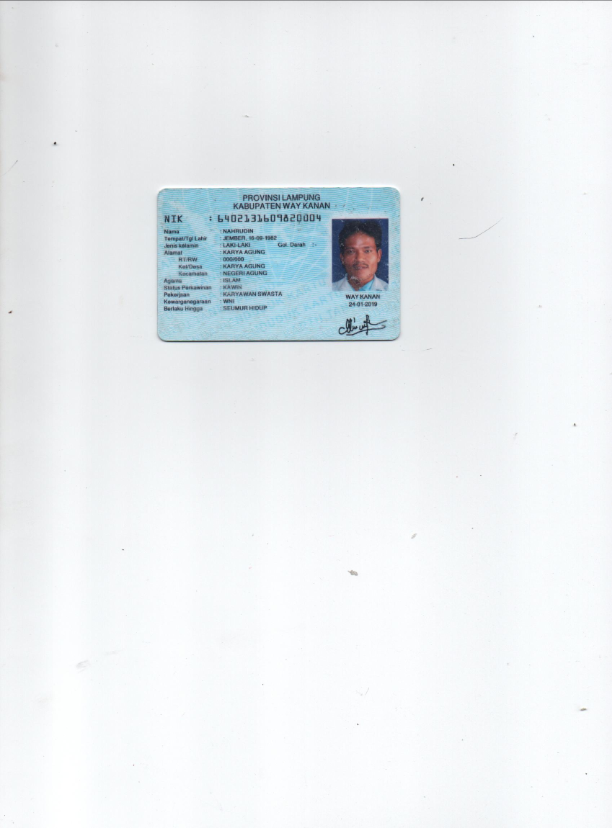 PROVINSI LAMPUNG
KABUPATEN WAY KANAN
NIK : 6402131609820004
Nama : NAHRUDIN
Tempat/Tgl Lahir : JEMBER, 16-09-1982
Jenis kelamin : LAKI-LAKI Gol. Darah :-
Alamat : KARYA AGUNG
RT/RW : 000/000
Kel/Desa : KARYA AGUNG
Kecamatan : NEGERI AGUNG
Agama : ISLAM
Status Perkawinan : KAWIN
Pekerjaan : KARYAWAN SWASTA
Kewarganegaraan : WNI
Berlaku Hingga : SEUMUR HIDUP
WAY KANAN
24-01-2019